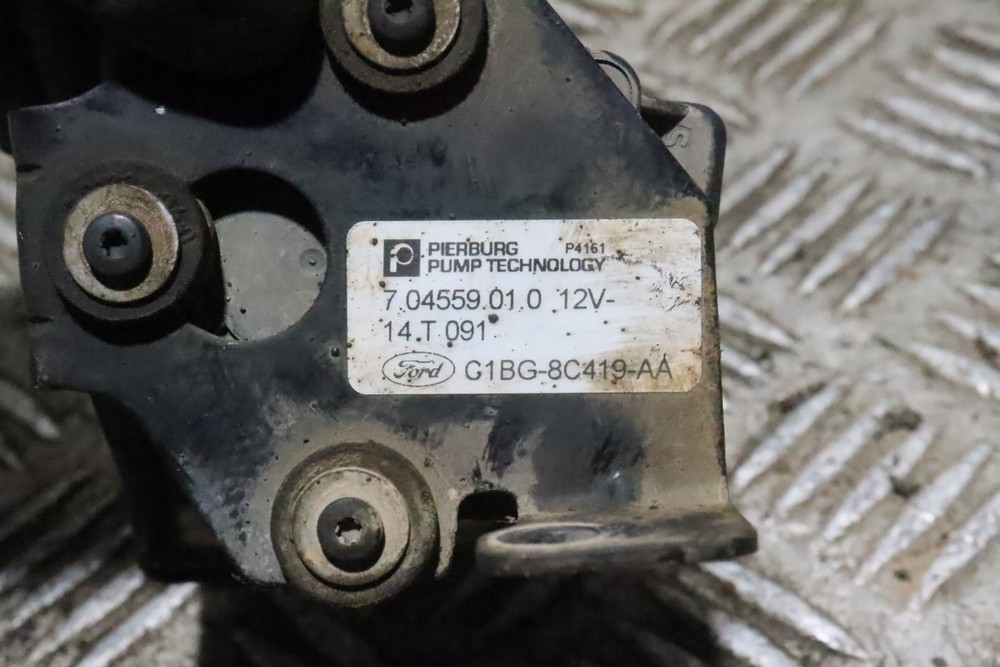 PIERBURG P4161
PUMP TECHNOLOGY
7.04559.01.0 12V-
14.T 091
Ford G1BG-8C419-AA